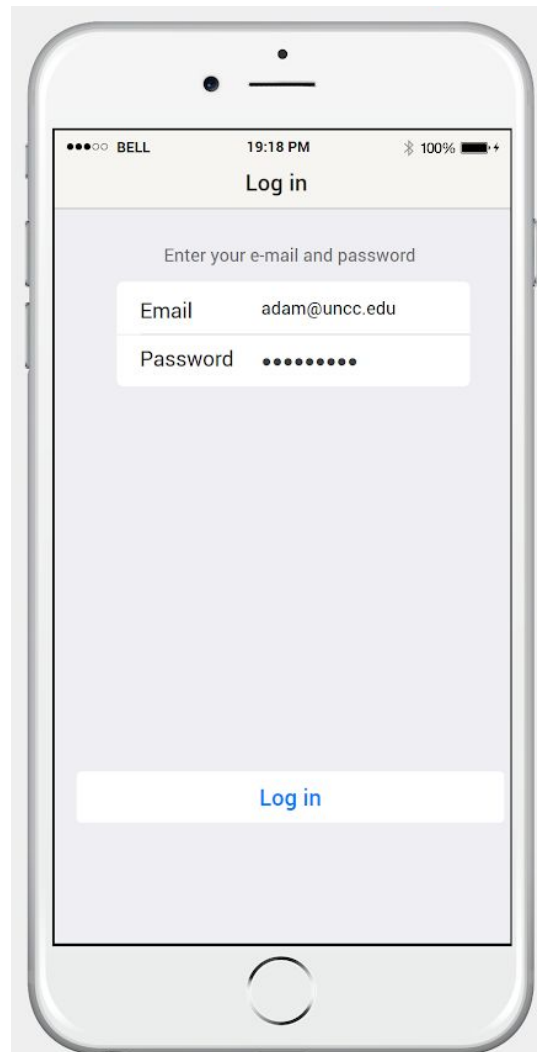 BELL 19:18 PM 100%
Log in
Enter your e-mail and password
Email adam@uncc.edu
Password •••••••••
Log in